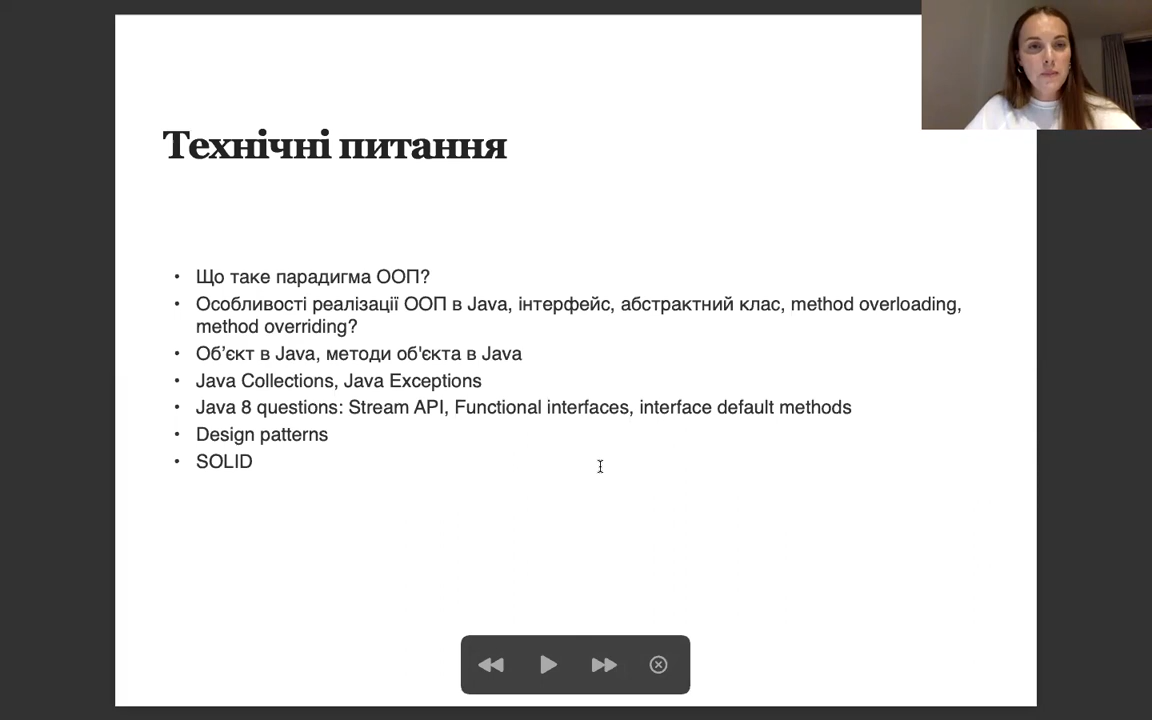 Технічні питання
• Що таке парадигма ООП?
• Особливості реалізації ООП в Java, інтерфейс, абстрактний клас, method overloading,
method overriding?
• Об’єкт в Java, методи об'єкта в Java
• Java Collections, Java Exceptions
• Java 8 questions: Stream API, Functional interfaces, interface default methods
• Design patterns
• SOLID